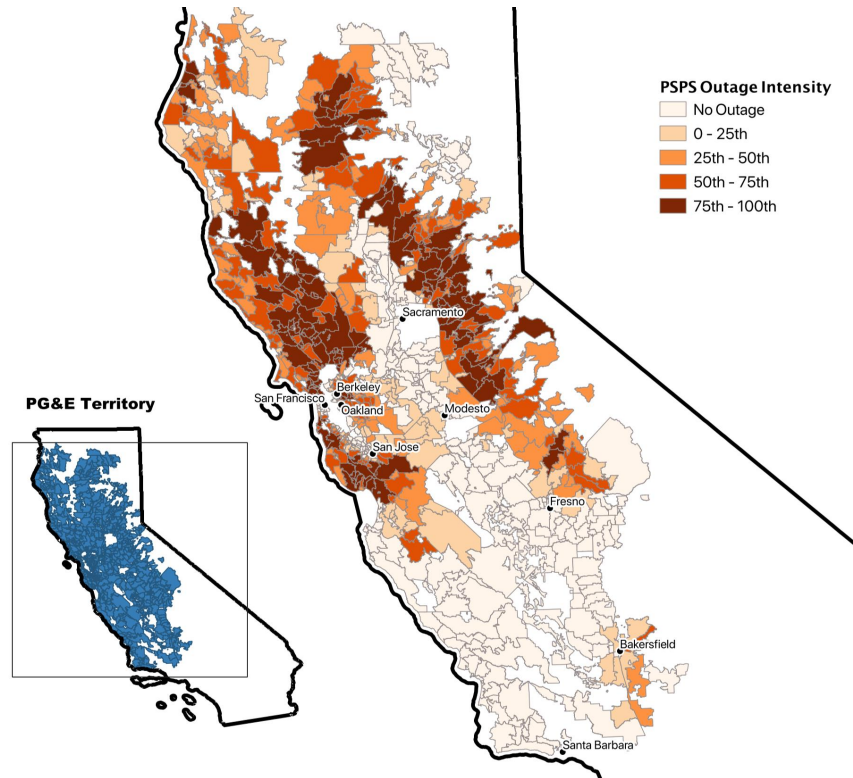 PSPS Outage Intensity
No Outage
0 - 25th
25th - 50th
50th - 75th
75th - 100th
Sacramento
Berkeley
San Francisco
Oakland
Modesto
San Jose
PG&E Territory
Fresno
Bakersfield
Santa Barbara